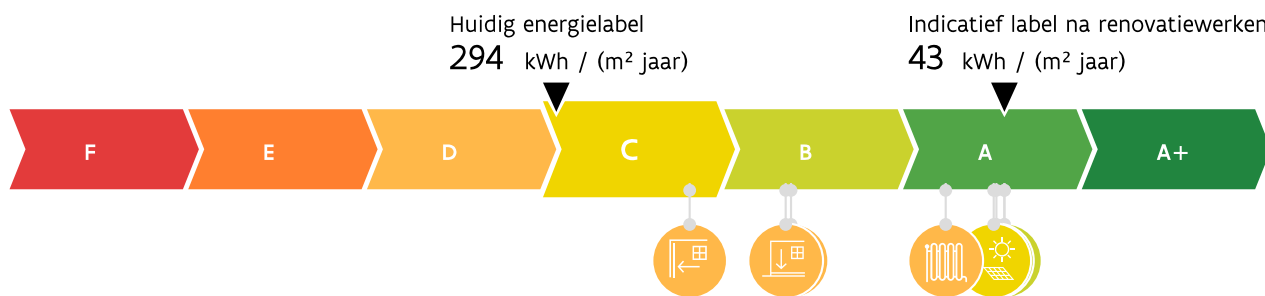 Huidig energielabel
294 kWh / (m² jaar)
Indicatief label na renovatiewerken
43 kWh / (m² jaar)
F E D C B A A+